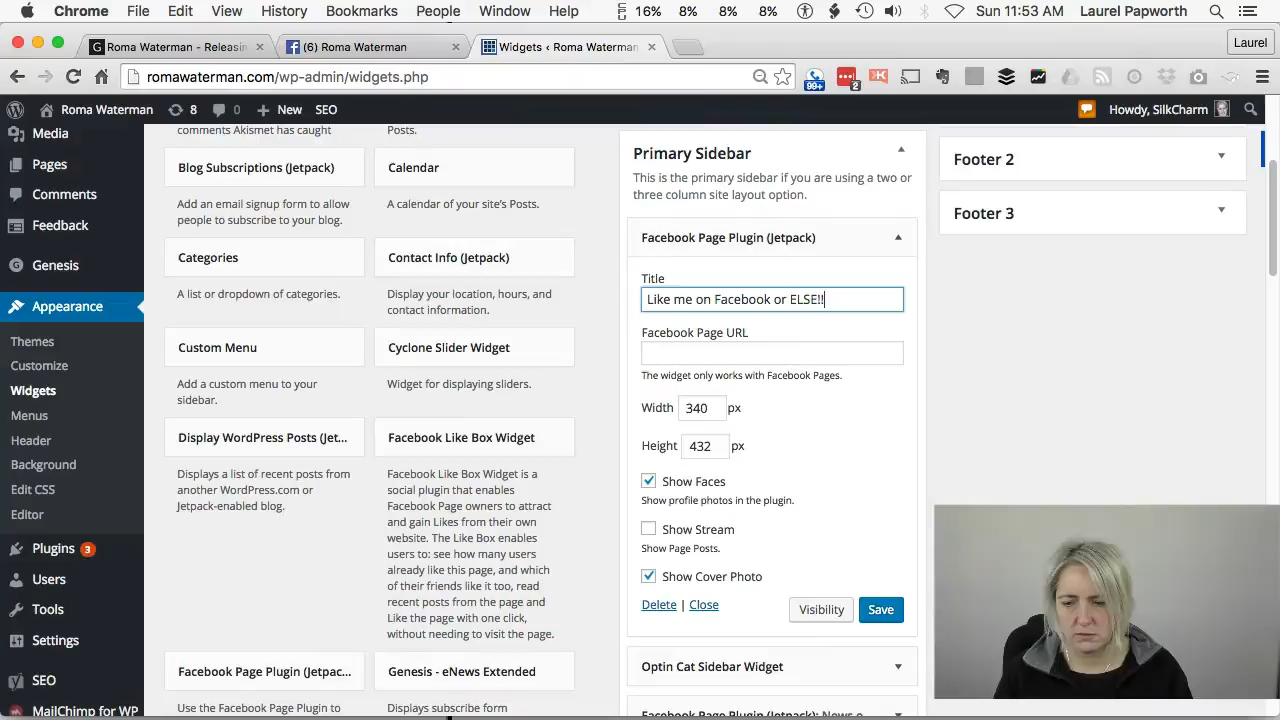 Chrome File Edit View History Bookmarks People Window Help 16% 8% 8% 8% Sun 11:53 AM Laurel Papworth
Roma Waterman - Releasin
(6) Roma Waterman
Widgets ‹ Roma Waterman
Laurel
romawaterman.com/wp-admin/widgets.php
99+
2
Roma Waterman 8 0 New SEO Howdy, SilkCharm
Media
Pages
Comments
Feedback
Genesis
Appearance
Themes
Customize
Widgets
Menus
Header
Background
Edit CSS
Editor
Plugins 3
Users
Tools
Settings
SEO
MailChimp for WP
comments Akismet has caught
Blog Subscriptions (Jetpack)
Add an email signup form to allow
people to subscribe to your blog.
Categories
A list or dropdown of categories.
Custom Menu
Add a custom menu to your
sidebar.
Display WordPress Posts (Jet...
Displays a list of recent posts from
another WordPress.com or
Jetpack-enabled blog.
Facebook Page Plugin (Jetpac...
Use the Facebook Page Plugin to
Posts.
Calendar
A calendar of your site's Posts.
Contact Info (Jetpack)
Display your location, hours, and
contact information.
Cyclone Slider Widget
Widget for displaying sliders.
Facebook Like Box Widget
Facebook Like Box Widget is a
social plugin that enables
Facebook Page owners to attract
and gain Likes from their own
website. The Like Box enables
users to: see how many users
already like this page, and which
of their friends like it too, read
recent posts from the page and
Like the page with one click,
without needing to visit the page.
Genesis - eNews Extended
Displays subscribe form
Primary Sidebar
This is the primary sidebar if you are using a two or
three column site layout option.
Facebook Page Plugin (Jetpack)
Title
Like me on Facebook or ELSE!!
Facebook Page URL
The widget only works with Facebook Pages.
Width 340 px
Height 432 px
Show Faces
Show profile photos in the plugin.
Show Stream
Show Page Posts.
Show Cover Photo
Delete | Close Visibility Save
Optin Cat Sidebar Widget
Facebook Page Plugin (Jetpack): News o
Footer 2
Footer 3